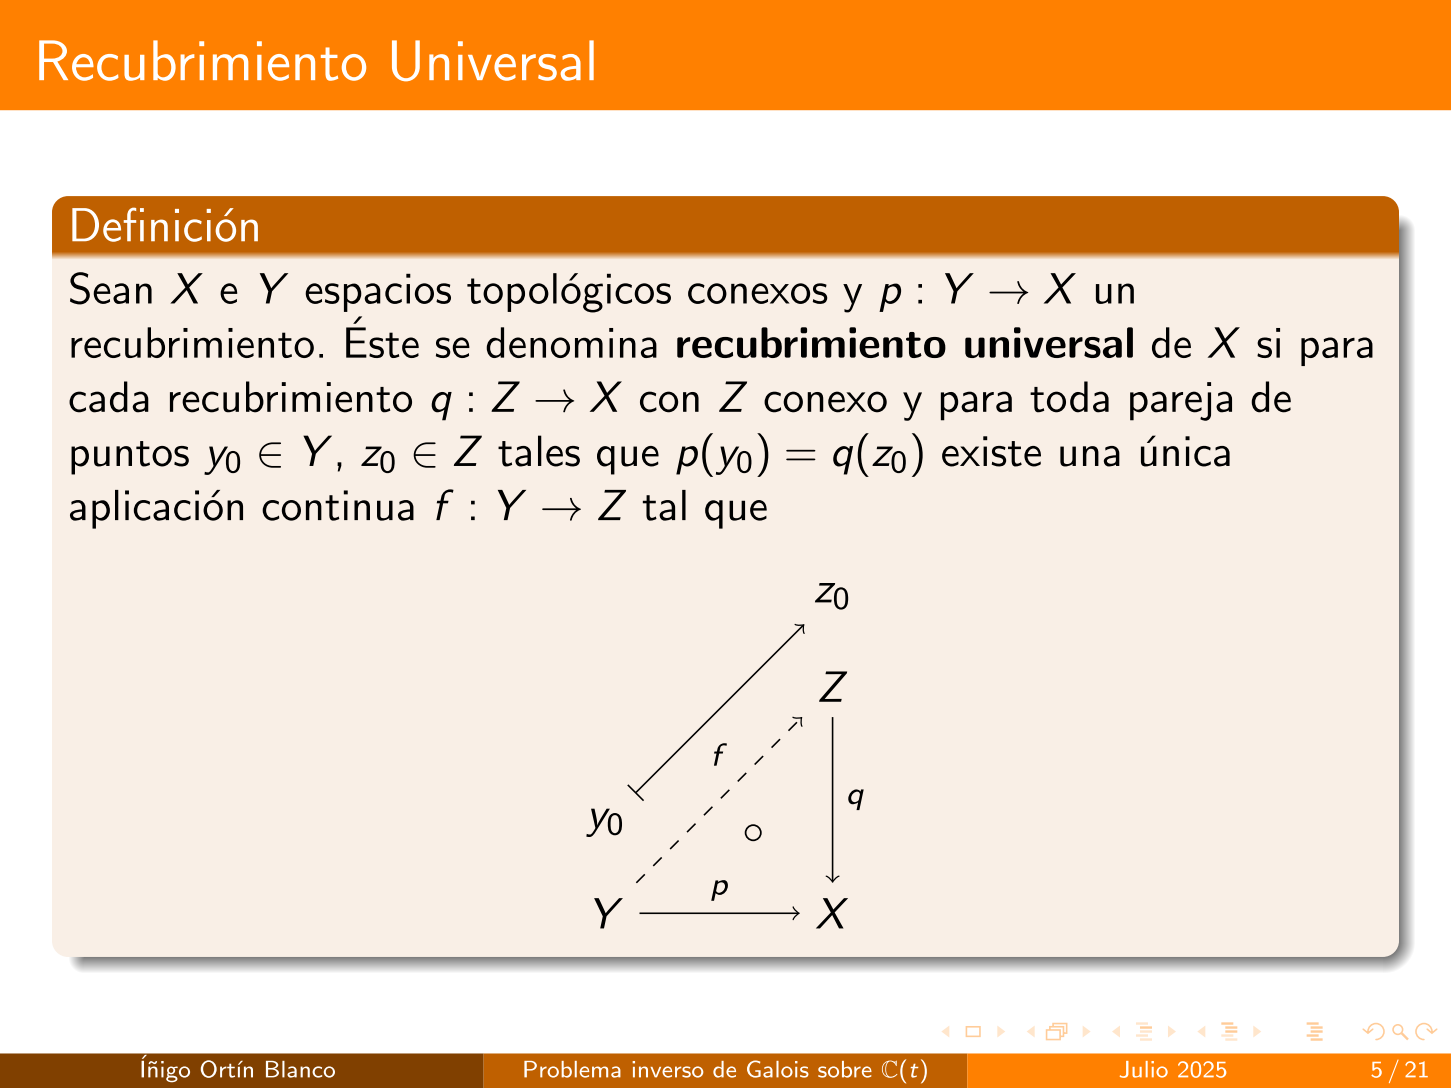 Recubrimiento Universal
Definición
Sean X e Y espacios topológicos conexos y p : Y → X un
recubrimiento. Éste se denomina recubrimiento universal de X si para
cada recubrimiento q : Z → X con Z conexo y para toda pareja de
puntos y₀ ∈ Y, z₀ ∈ Z tales que p(y₀) = q(z₀) existe una única
aplicación continua f : Y → Z tal que
z₀
Z
f
q
y₀
p
Y
X
Íñigo Ortín Blanco
Problema inverso de Galois sobre ℂ(t)
Julio 2025
5 / 21